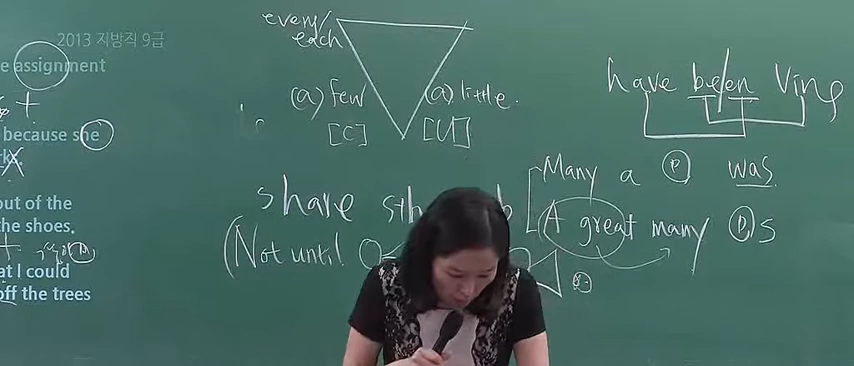 2013 지방직 9급
e assignment
because she
out of the
the shoes.
at I could
off the trees
every/
each
(a) few
(a) little.
[C]
[U]
have been Ving
share sth
(Not until
Many a ⓟ was
A great many ⓟs